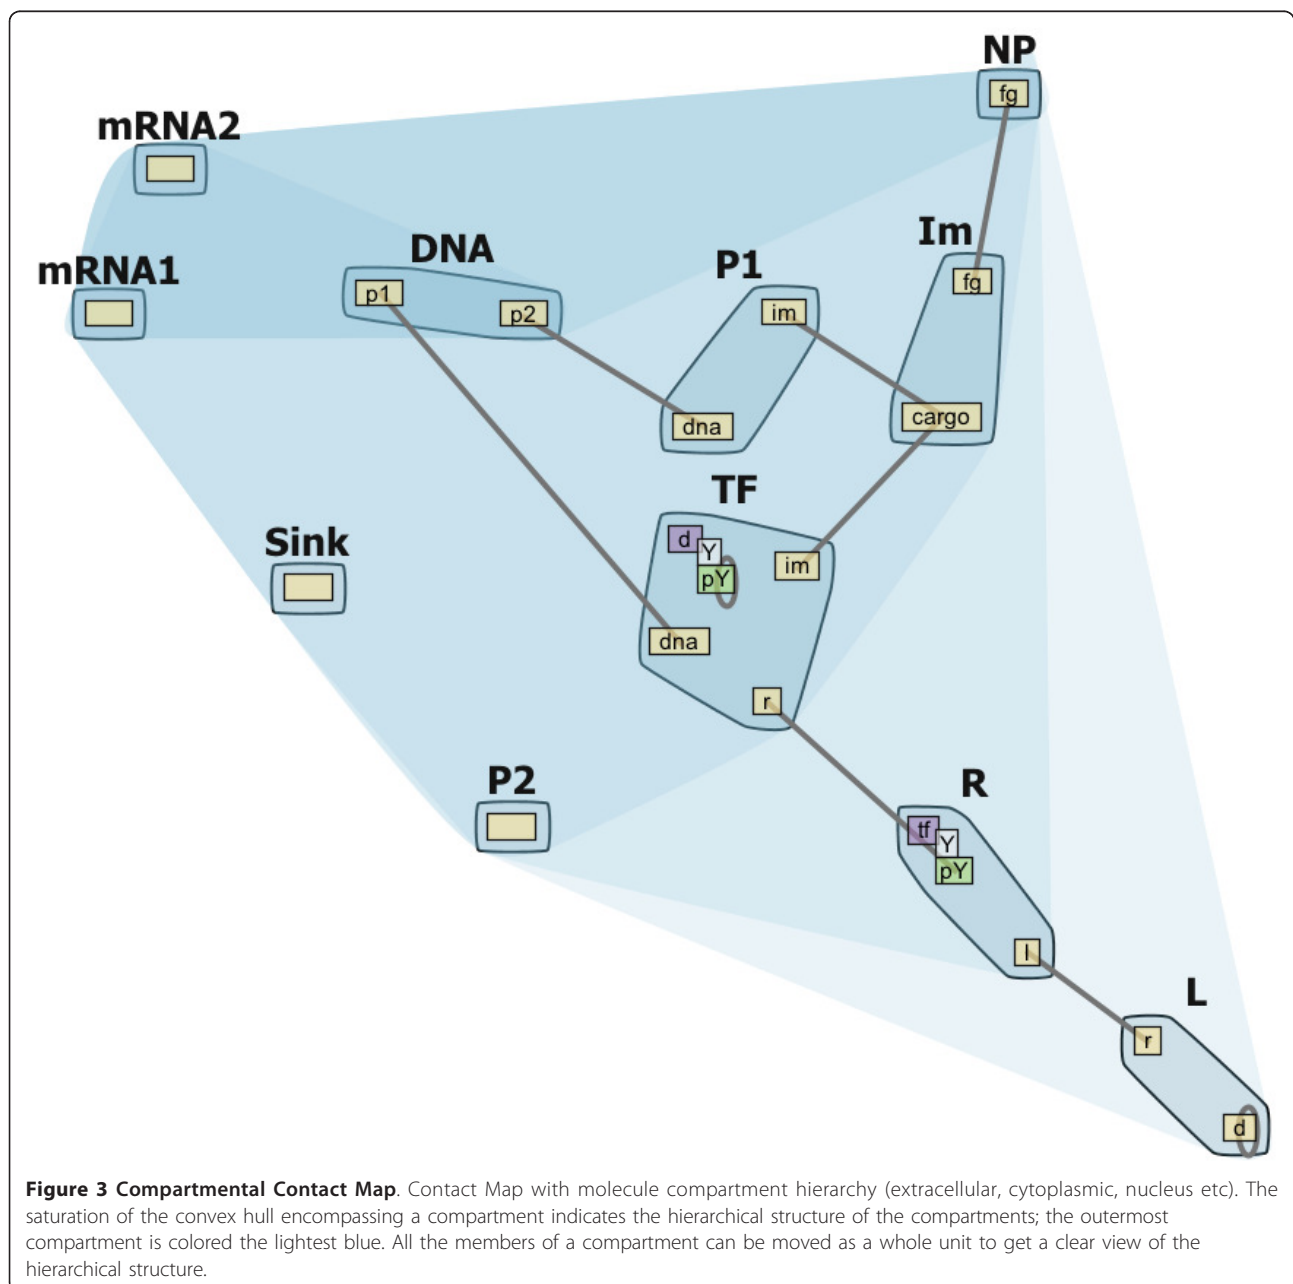 NP
fg
mRNA2
mRNA1
DNA
p1
p2
P1
im
dna
Im
fg
cargo
TF
d
Y
pY
im
dna
r
Sink
P2
R
tf
Y
pY
l
L
r
d
Figure 3 Compartmental Contact Map. Contact Map with molecule compartment hierarchy (extracellular, cytoplasmic, nucleus etc). The
saturation of the convex hull encompassing a compartment indicates the hierarchical structure of the compartments; the outermost
compartment is colored the lightest blue. All the members of a compartment can be moved as a whole unit to get a clear view of the
hierarchical structure.